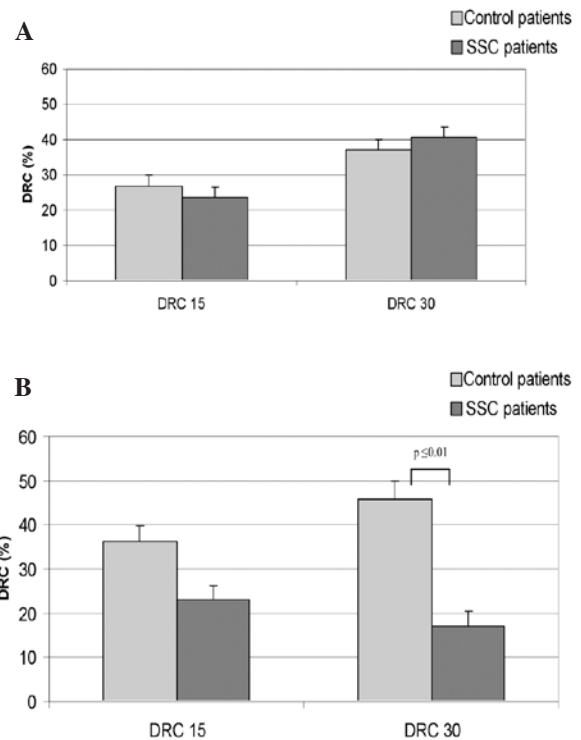 A
Control patients
SSC patients
60
50
40
30
20
10
0
DRC (%)
DRC 15
DRC 30
B
Control patients
SSC patients
60
50
40
30
20
10
0
DRC (%)
p≤0.01
DRC 15
DRC 30